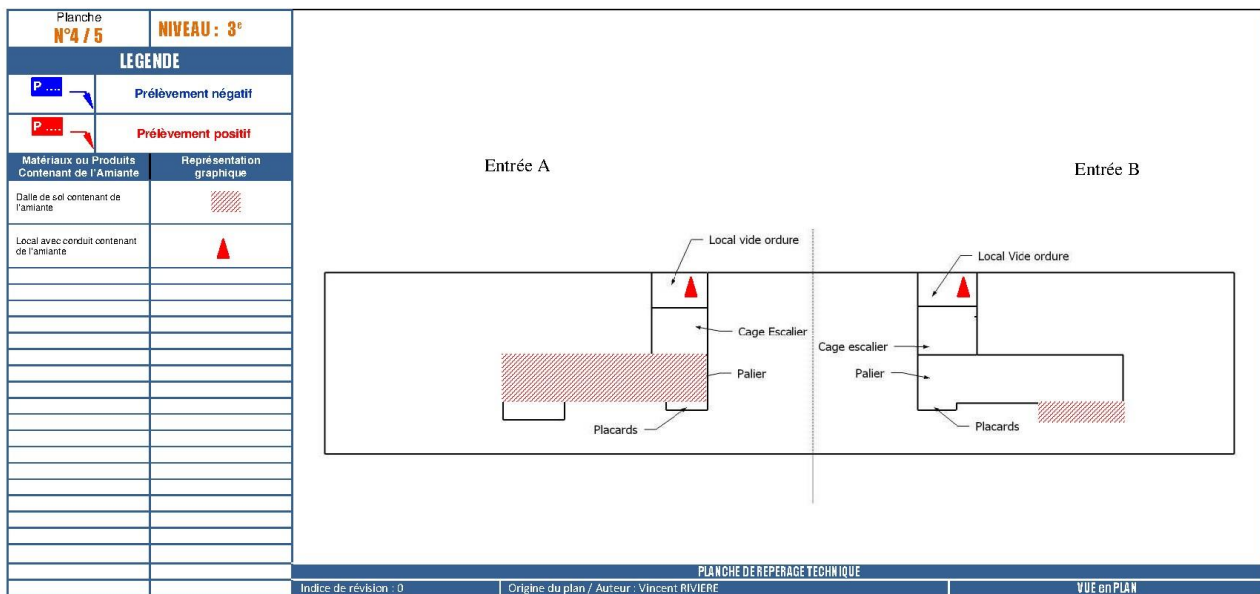 Planche
N°4 / 5
NIVEAU : 3e
LEGENDE
P ....
Prélèvement négatif
P ....
Prélèvement positif
Matériaux ou Produits
Contenant de l'Amiante
Représentation
graphique
Dalle de sol contenant de
l'amiante
Local avec conduit contenant
de l'amiante
Entrée A
Entrée B
Local vide ordure
Local Vide ordure
Cage Escalier
Cage escalier
Palier
Palier
Placards
Placards
PLANCHE DE REPERAGE TECHNIQUE
Indice de révision : 0
Origine du plan / Auteur : Vincent RIVIERE
VUE en PLAN